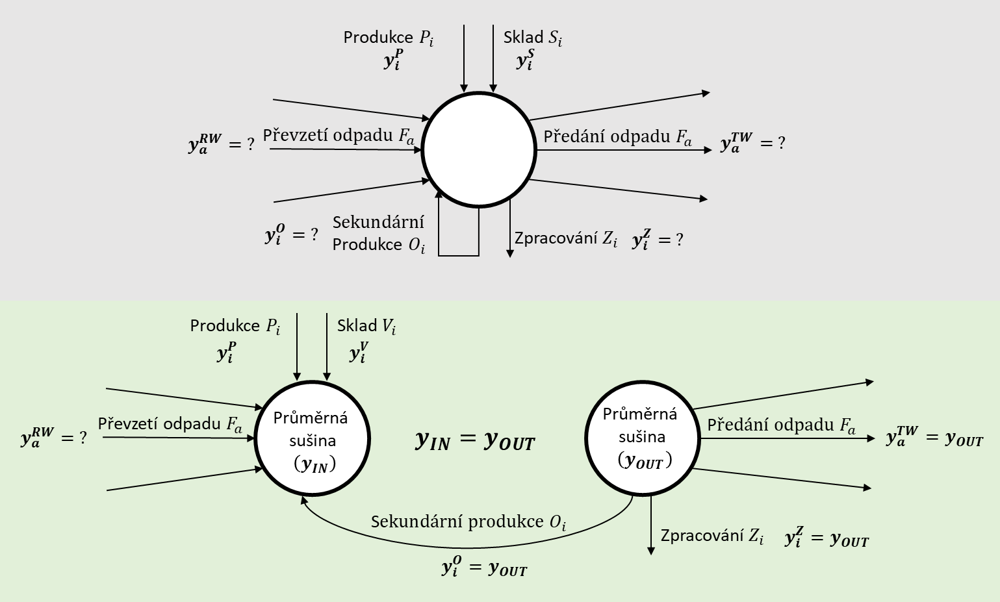 Produkce Pᵢ
yᵢᴾ
Sklad Sᵢ
yᵢˢ
yₐᴿᵂ = ?
Převzetí odpadu Fₐ
Předání odpadu Fₐ
yₐᵀᵂ = ?
yᵢᴼ = ?
Sekundární
Produkce Oᵢ
Zpracování Zᵢ
yᵢᶻ = ?
Produkce Pᵢ
yᵢᴾ
Sklad Vᵢ
yᵢⱽ
yₐᴿᵂ = ?
Převzetí odpadu Fₐ
Průměrná
sušina
(y_IN)
y_IN = y_OUT
Průměrná
sušina
(y_OUT)
Předání odpadu Fₐ
yₐᵀᵂ = y_OUT
Sekundární produkce Oᵢ
yᵢᴼ = y_OUT
Zpracování Zᵢ
yᵢᶻ = y_OUT